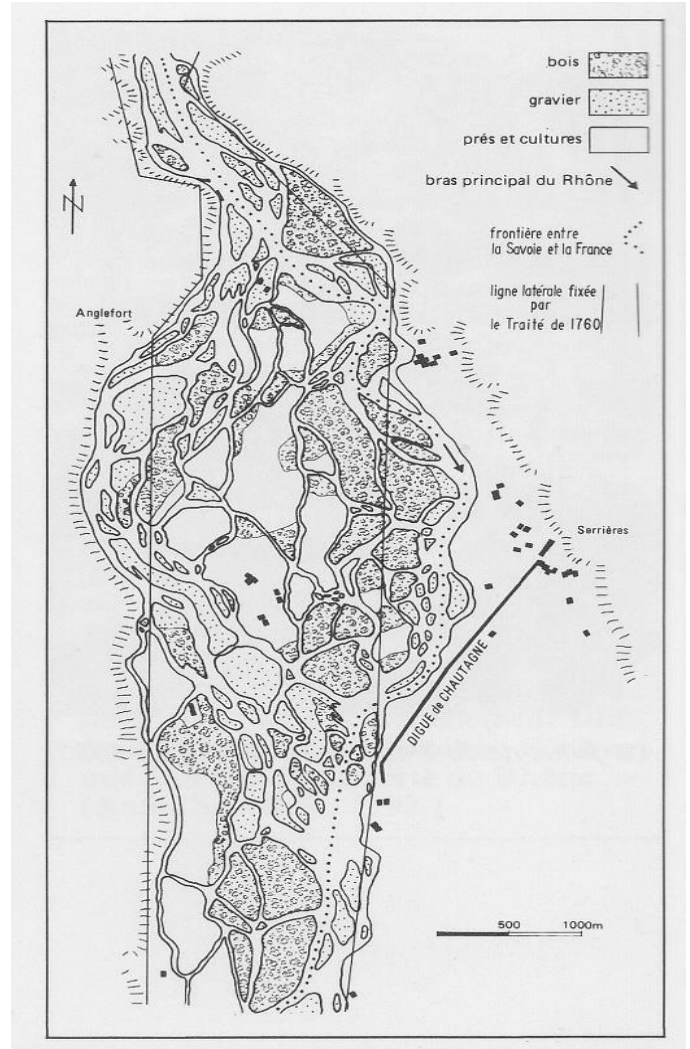 bois
gravier
prés et cultures
bras principal du Rhône
N
frontière entre
la Savoie et la France
ligne latérale fixée
par
le Traité de 1760
Anglefort
Serrières
DIGUE de CHAUTAGNE
500
1000m